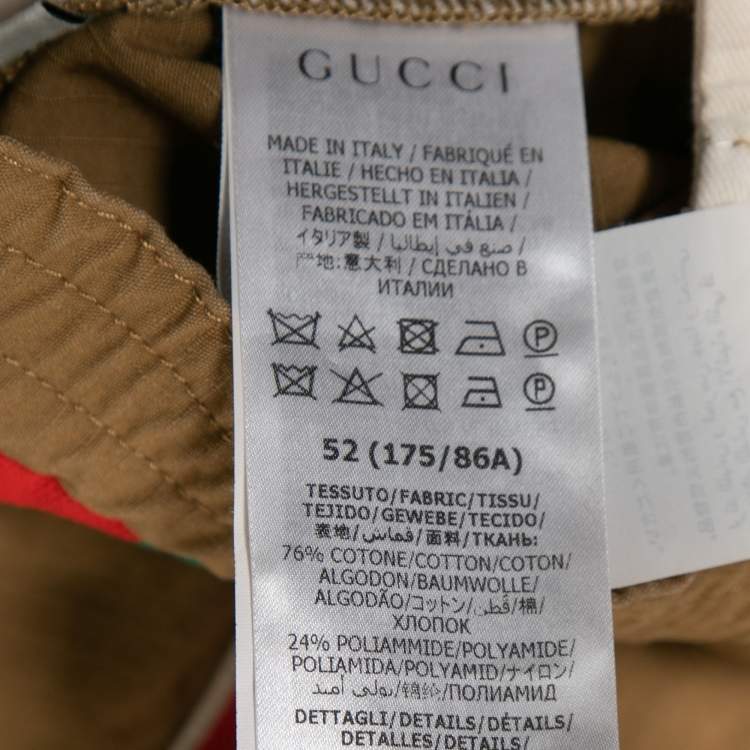 GUCCI
MADE IN ITALY / FABRIQUÉ EN
ITALIE / HECHO EN ITALIA /
HERGESTELLT IN ITALIEN /
FABRICADO EM ITÁLIA /
イタリア製 / صنع في إيطاليا /
产地:意大利 / СДЕЛАНО В
ИТАЛИИ
P
P
52 (175/86A)
TESSUTO/FABRIC/TISSU/
TEJIDO/GEWEBE/TECIDO/
表地/قماش/面料/ТКАНЬ:
76% COTONE/COTTON/COTON/
ALGODON/BAUMWOLLE/
ALGODÃO/コットン/قطن/棉/
ХЛОПОК
24% POLIAMMIDE/POLYAMIDE/
POLIAMIDA/POLYAMID/ナイロン/
بولي أميد/锦纶/ПОЛИАМИД
DETTAGLI/DETAILS/DÉTAILS/
DETALLES/DETAILS/